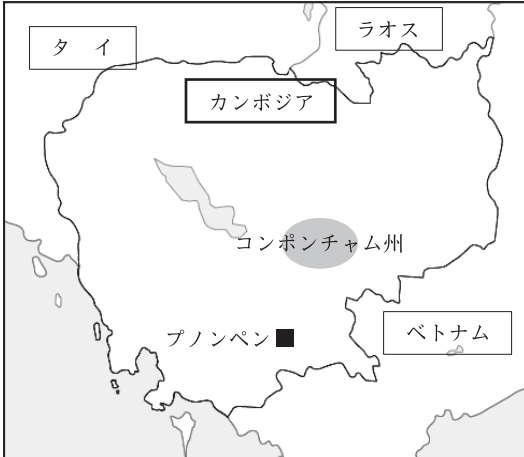 タイ
ラオス
カンボジア
コンポンチャム州
プノンペン
ベトナム